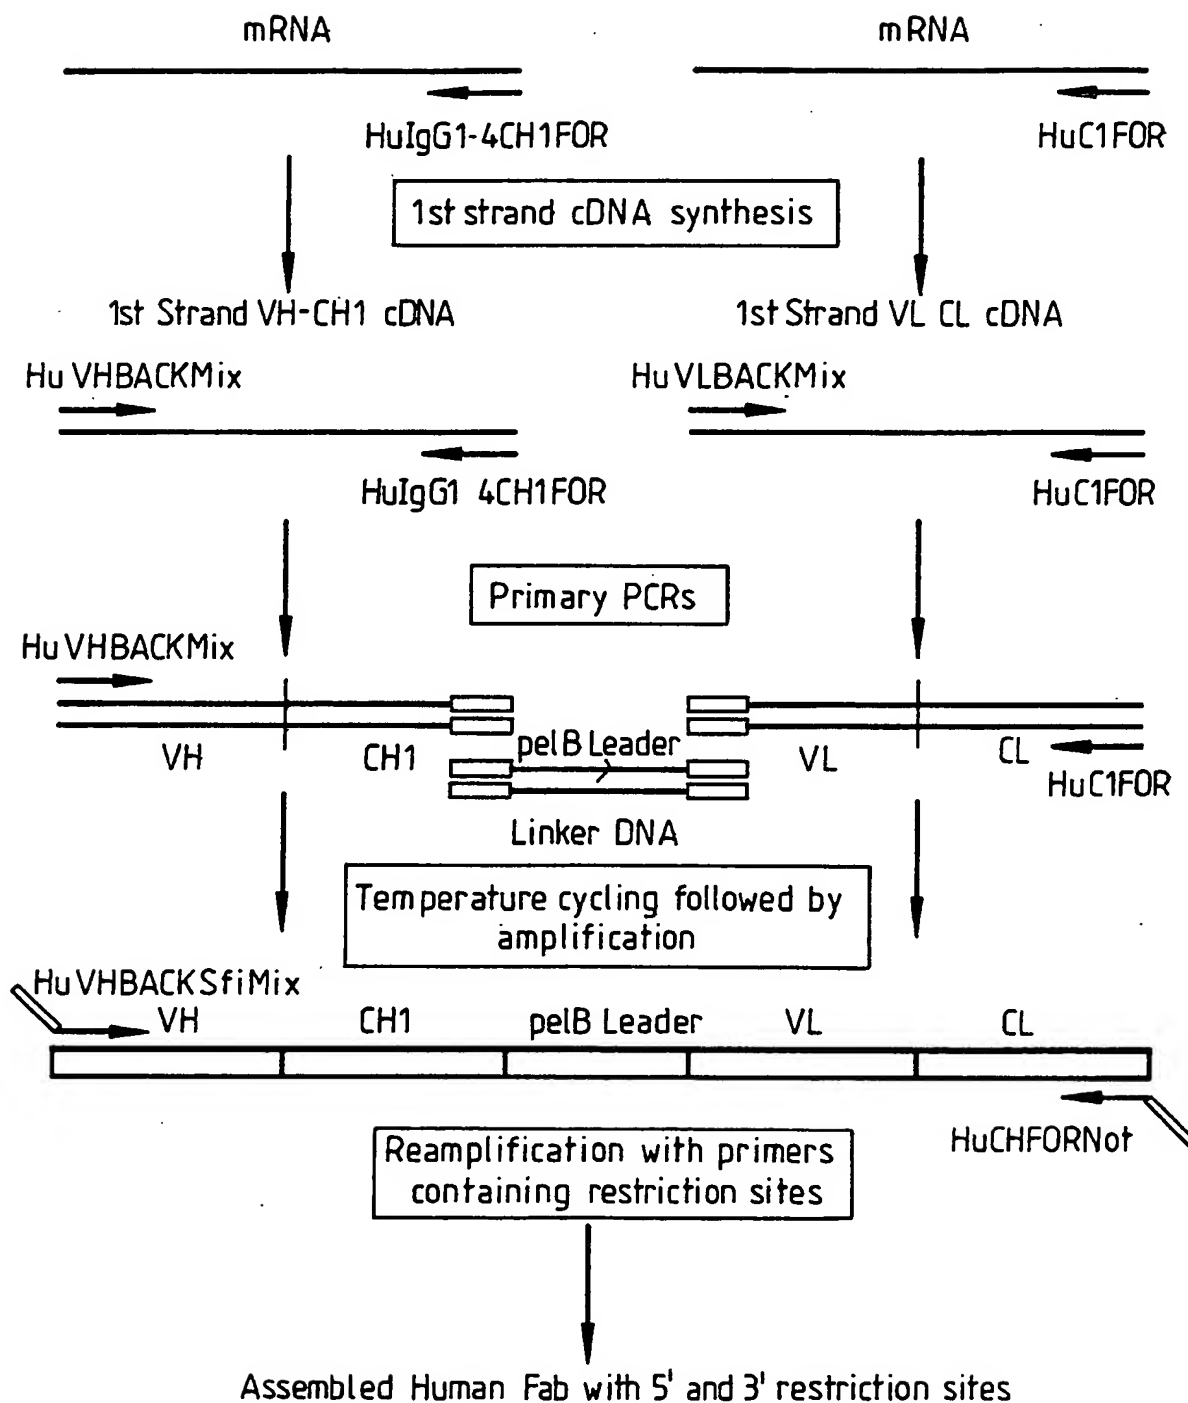 mRNA
mRNA
HuIgG1-4CH1FOR
HuC1FOR
1st strand cDNA synthesis
1st Strand VH-CH1 cDNA
1st Strand VL CL cDNA
Hu VHBACKMix
Hu VLBACKMix
HuIgG1 4CH1FOR
HuC1FOR
Primary PCRs
Hu VHBACKMix
VH
CH1
pelB Leader
VL
CL
HuC1FOR
Linker DNA
Temperature cycling followed by
amplification
Hu VHBACKSfiMix
VH
CH1
pelB Leader
VL
CL
HuCHFORNot
Reamplification with primers
containing restriction sites
Assembled Human Fab with 5' and 3' restriction sites